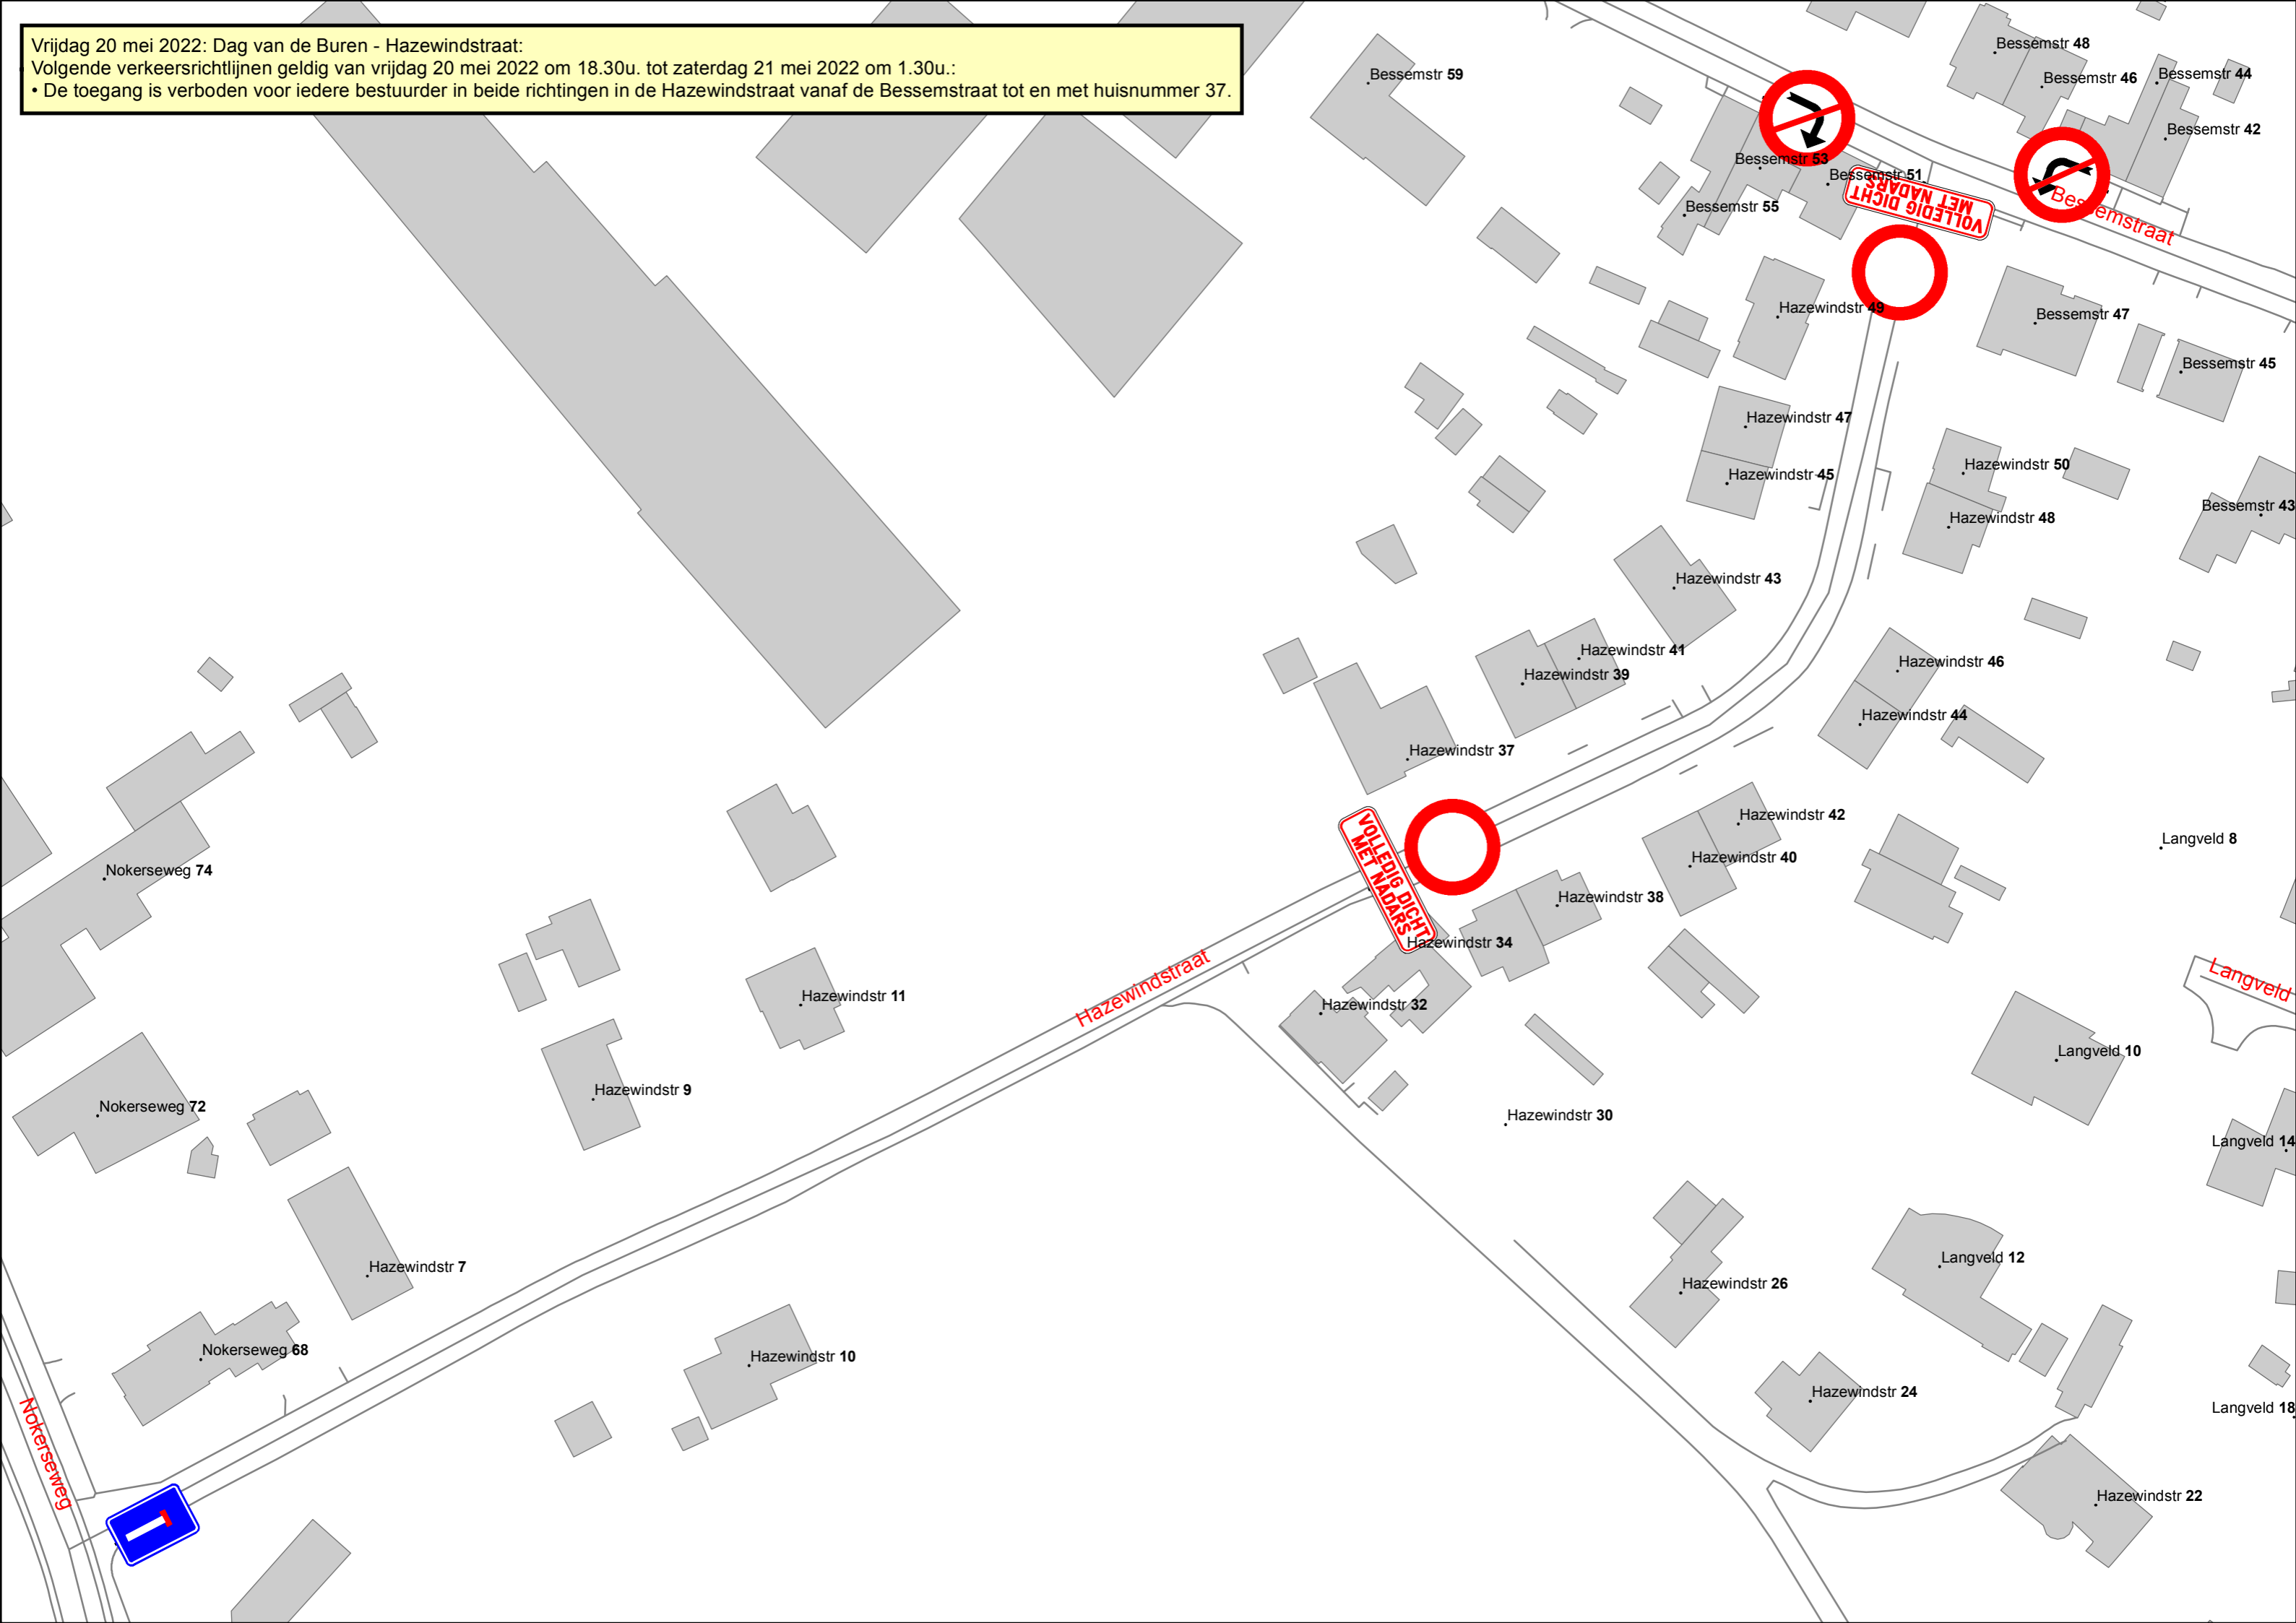 Vrijdag 20 mei 2022: Dag van de Buren - Hazewindstraat:
Volgende verkeersrichtlijnen geldig van vrijdag 20 mei 2022 om 18.30u. tot zaterdag 21 mei 2022 om 1.30u.:
• De toegang is verboden voor iedere bestuurder in beide richtingen in de Hazewindstraat vanaf de Bessemstraat tot en met huisnummer 37.
Bessemstr 48
Bessemstr 59
Bessemstr 46
Bessemstr 44
Bessemstr 42
Bessemstr 53
Bessemstr 51
Bessemstr 55
VOLLEDIG DICHT
MET NADARS
Bessemstraat
Hazewindstr 49
Bessemstr 47
Bessemstr 45
Hazewindstr 47
Hazewindstr 45
Hazewindstr 50
Bessemstr 43
Hazewindstr 48
Hazewindstr 43
Hazewindstr 41
Hazewindstr 39
Hazewindstr 46
Hazewindstr 44
Hazewindstr 37
Hazewindstr 42
Hazewindstr 40
Langveld 8
VOLLEDIG DICHT
MET NADARS
Nokerseweg 74
Hazewindstr 38
Hazewindstr 34
Hazewindstraat
Langveld
Hazewindstr 11
Hazewindstr 32
Langveld 10
Hazewindstr 9
Nokerseweg 72
Hazewindstr 30
Langveld 14
Hazewindstr 7
Langveld 12
Hazewindstr 26
Nokerseweg 68
Hazewindstr 10
Hazewindstr 24
Langveld 18
Nokerseweg
Hazewindstr 22